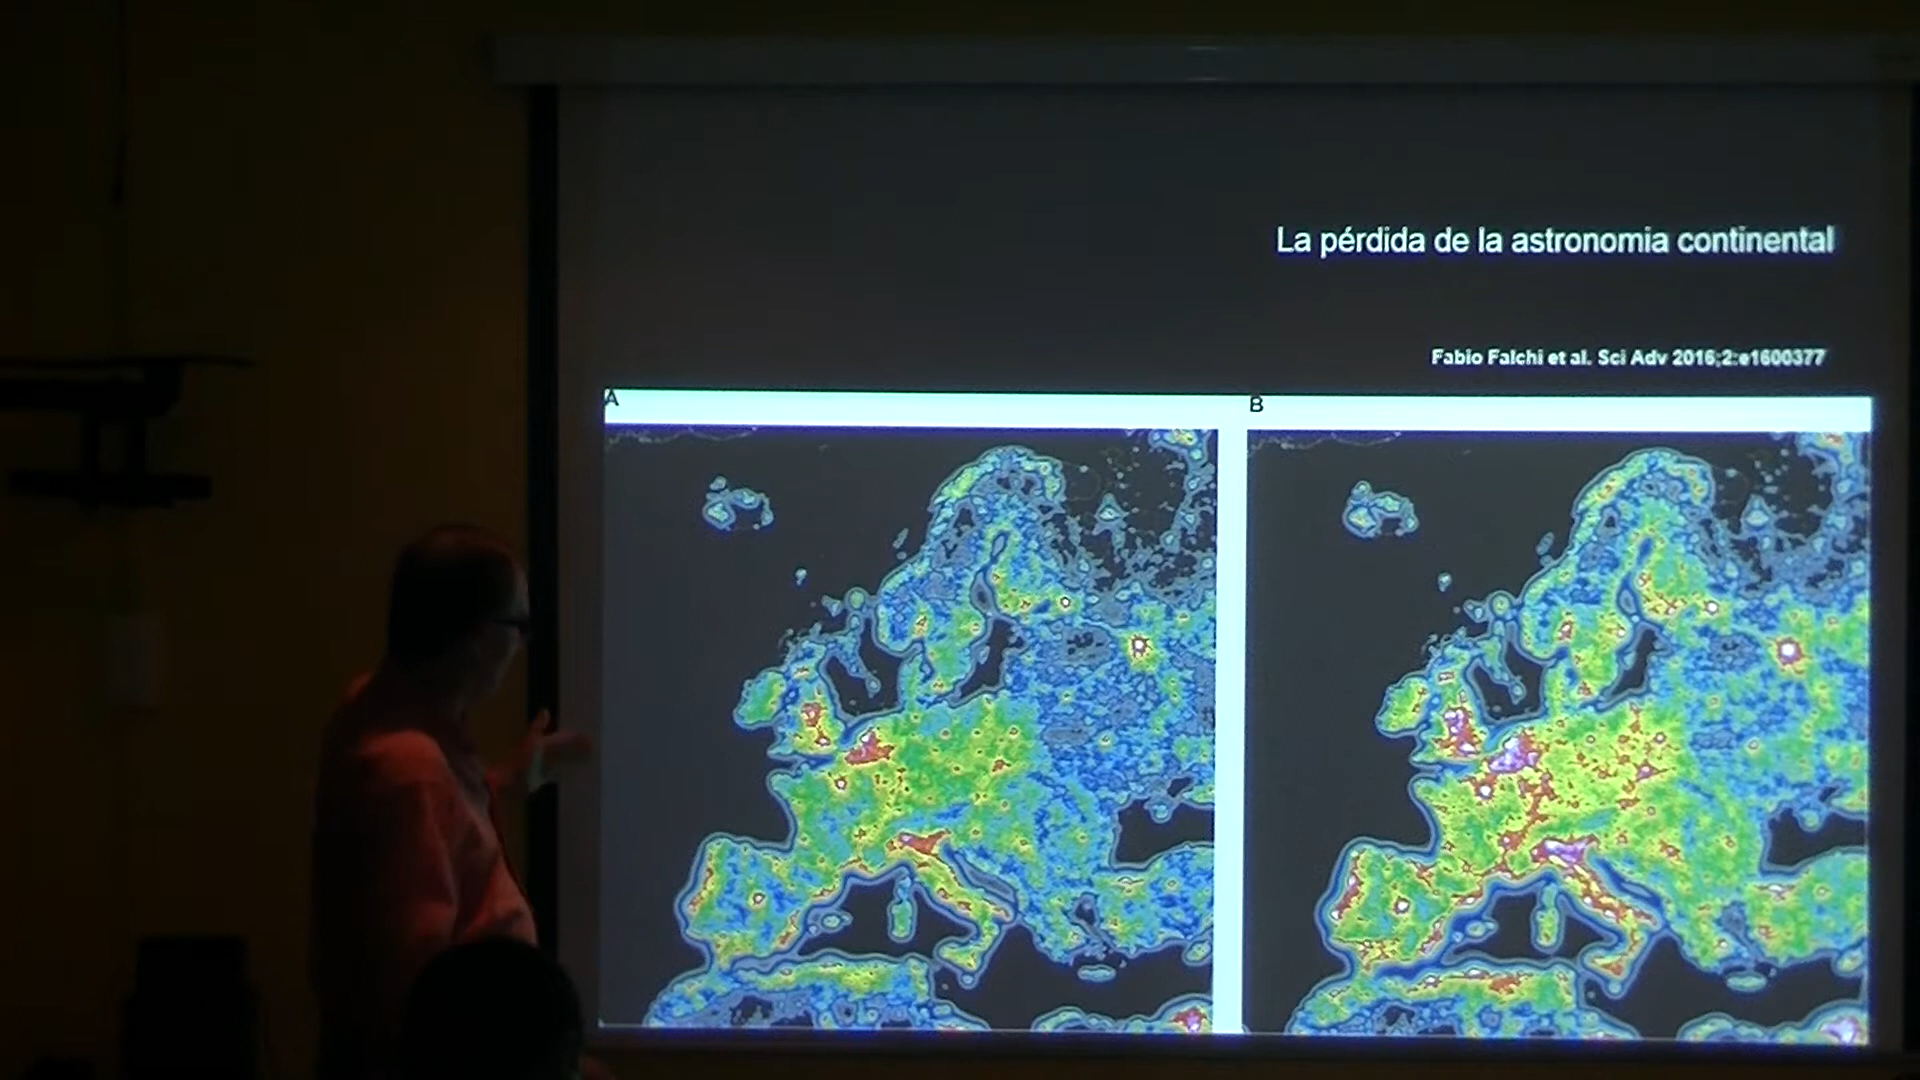 La pérdida de la astronomia continental
Fabio Falchi et al. Sci Adv 2016;2:e1600377
A
B